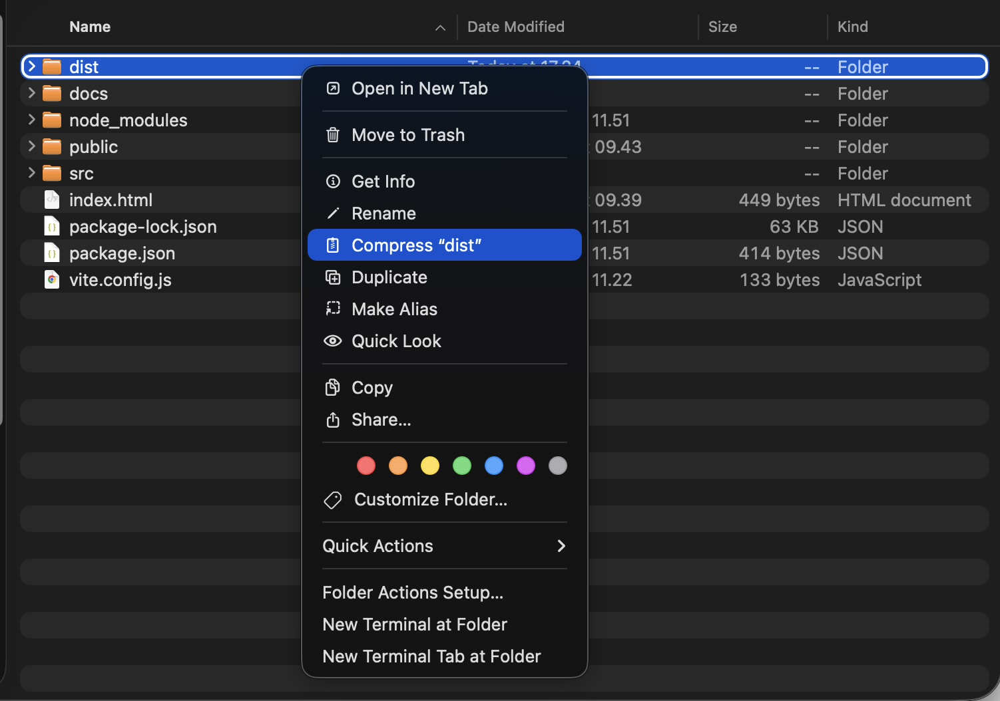 Name Date Modified Size Kind
dist -- Folder
docs -- Folder
node_modules 11.51 -- Folder
public 09.43 -- Folder
src -- Folder
index.html 09.39 449 bytes HTML document
package-lock.json 11.51 63 KB JSON
package.json 11.51 414 bytes JSON
vite.config.js 11.22 133 bytes JavaScript
Open in New Tab
Move to Trash
Get Info
Rename
Compress “dist”
Duplicate
Make Alias
Quick Look
Copy
Share...
Customize Folder...
Quick Actions
Folder Actions Setup...
New Terminal at Folder
New Terminal Tab at Folder